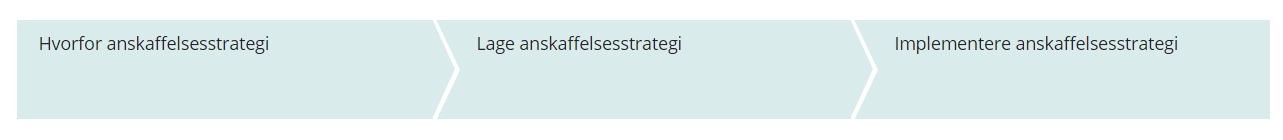 Hvorfor anskaffelsesstrategi
Lage anskaffelsesstrategi
Implementere anskaffelsesstrategi